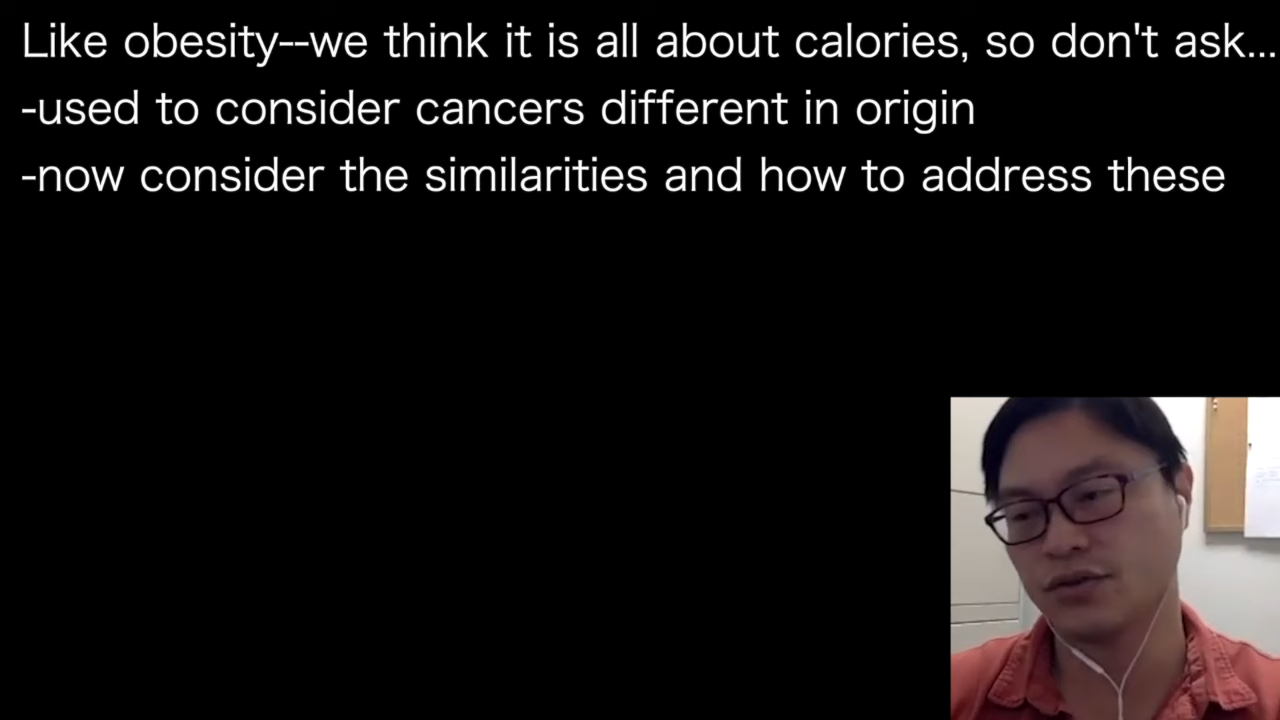 Like obesity--we think it is all about calories, so don't ask...
-used to consider cancers different in origin
-now consider the similarities and how to address these